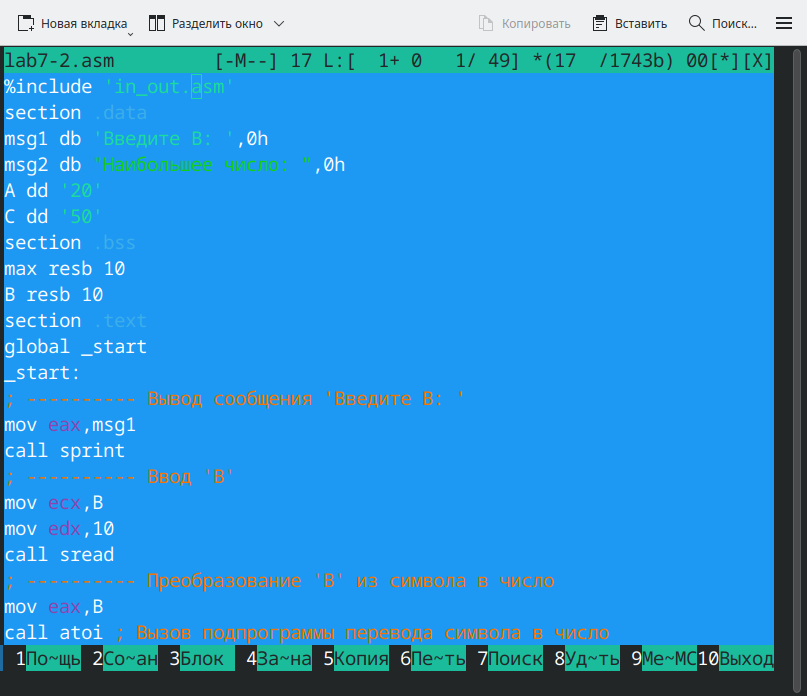 Новая вкладка Разделить окно Копировать Вставить Поиск...
lab7-2.asm [-M--] 17 L:[ 1+ 0 1/ 49] *(17 /1743b) 00[*][X]
%include 'in_out.asm'
section .data
msg1 db 'Введите B: ',0h
msg2 db "Наибольшее число: ",0h
A dd '20'
C dd '50'
section .bss
max resb 10
B resb 10
section .text
global _start
_start:
; ---------- Вывод сообщения 'Введите B: '
mov eax,msg1
call sprint
; ---------- Ввод 'B'
mov ecx,B
mov edx,10
call sread
; ---------- Преобразование 'B' из символа в число
mov eax,B
call atoi ; Вызов подпрограммы перевода символа в число
1По~щь 2Со~ан 3Блок 4За~на 5Копия 6Пе~ть 7Поиск 8Уд~ть 9Ме~МС10Выход